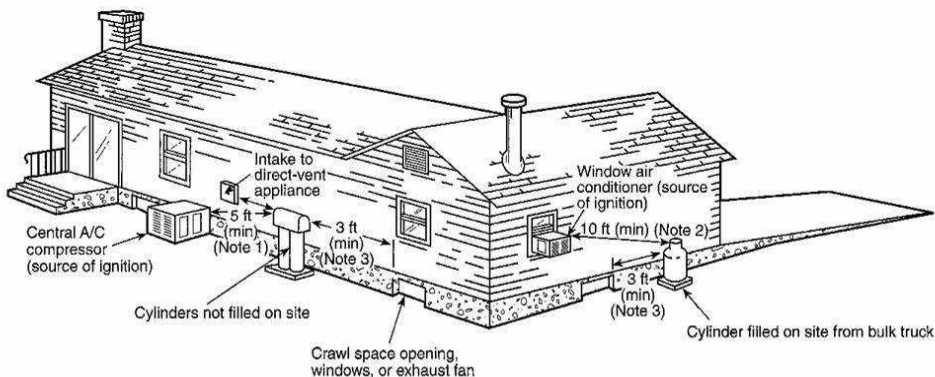 Intake to
direct-vent
appliance
Window air
conditioner (source
of ignition)
5 ft
(min)
(Note 1)
3 ft
(min)
(Note 3)
10 ft (min) (Note 2)
Central A/C
compressor
(source of ignition)
3 ft
(min)
(Note 3)
Cylinders not filled on site
Cylinder filled on site from bulk truck
Crawl space opening,
windows, or exhaust fan